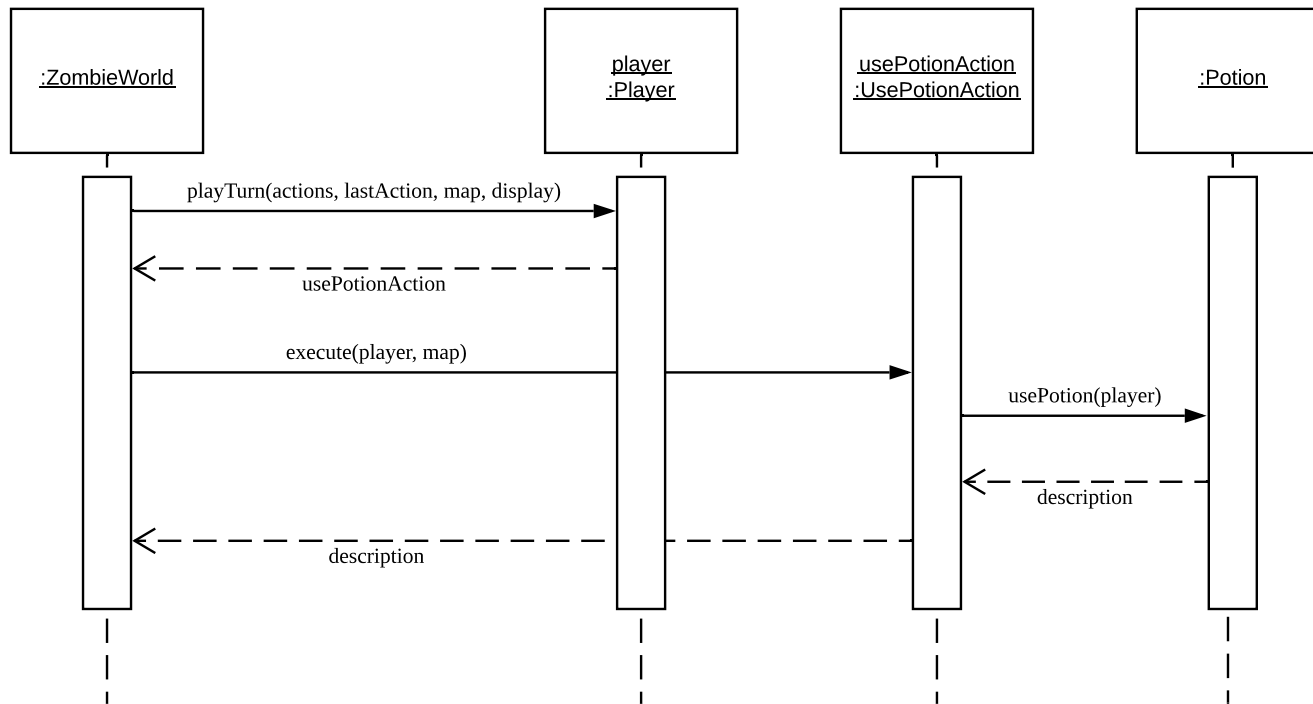 :ZombieWorld
player
:Player
usePotionAction
:UsePotionAction
:Potion
playTurn(actions, lastAction, map, display)
usePotionAction
execute(player, map)
usePotion(player)
description
description